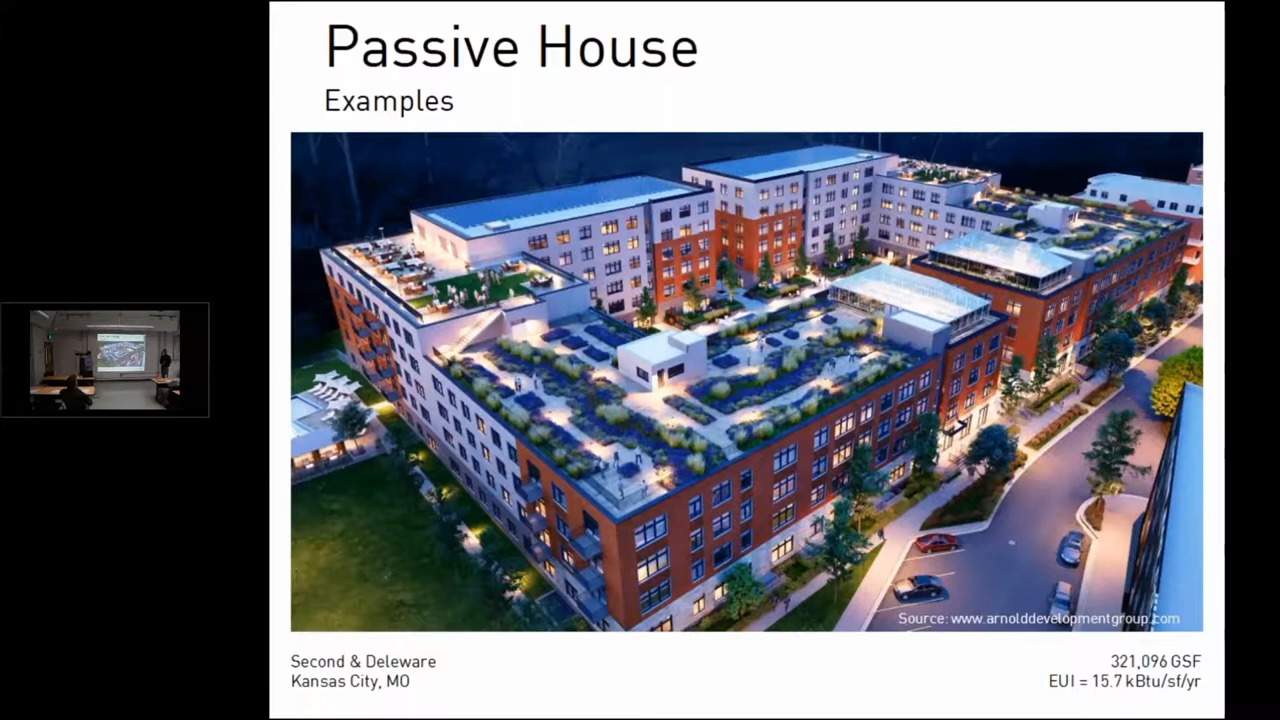 Passive House
Examples
Source: www.arnolddevelopmentgroup.com
Second & Deleware
Kansas City, MO
321,096 GSF
EUI = 15.7 kBtu/sf/yr